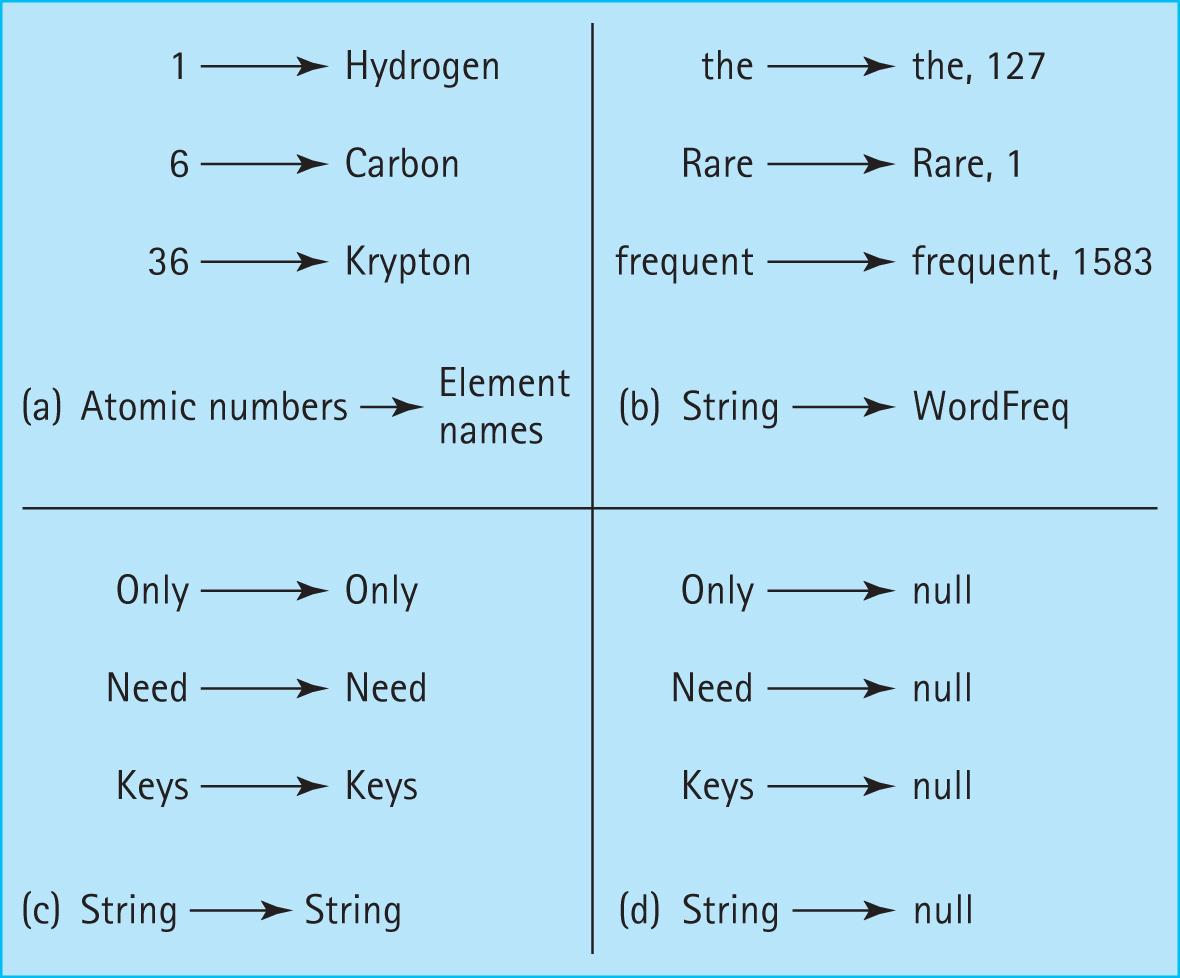 1 → Hydrogen
6 → Carbon
36 → Krypton
(a) Atomic numbers → Element
names
the → the, 127
Rare → Rare, 1
frequent → frequent, 1583
(b) String → WordFreq
Only → Only
Need → Need
Keys → Keys
(c) String → String
Only → null
Need → null
Keys → null
(d) String → null